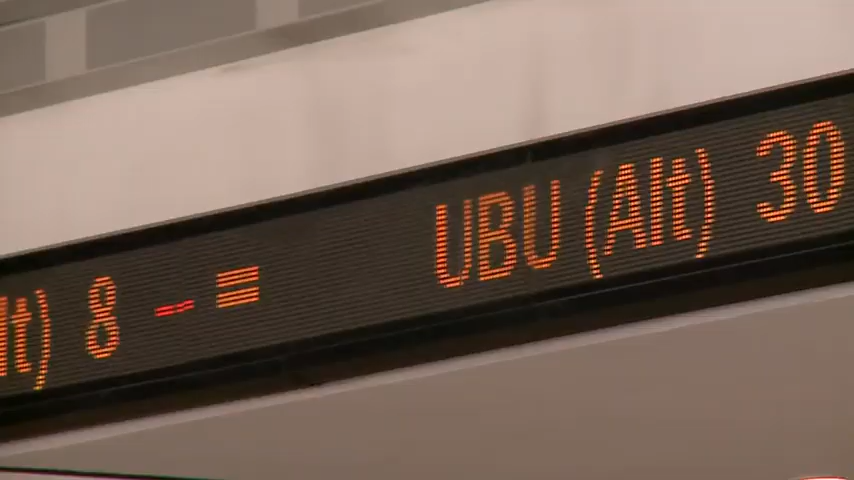 lt) 8 -- = UBU (Alt) 30